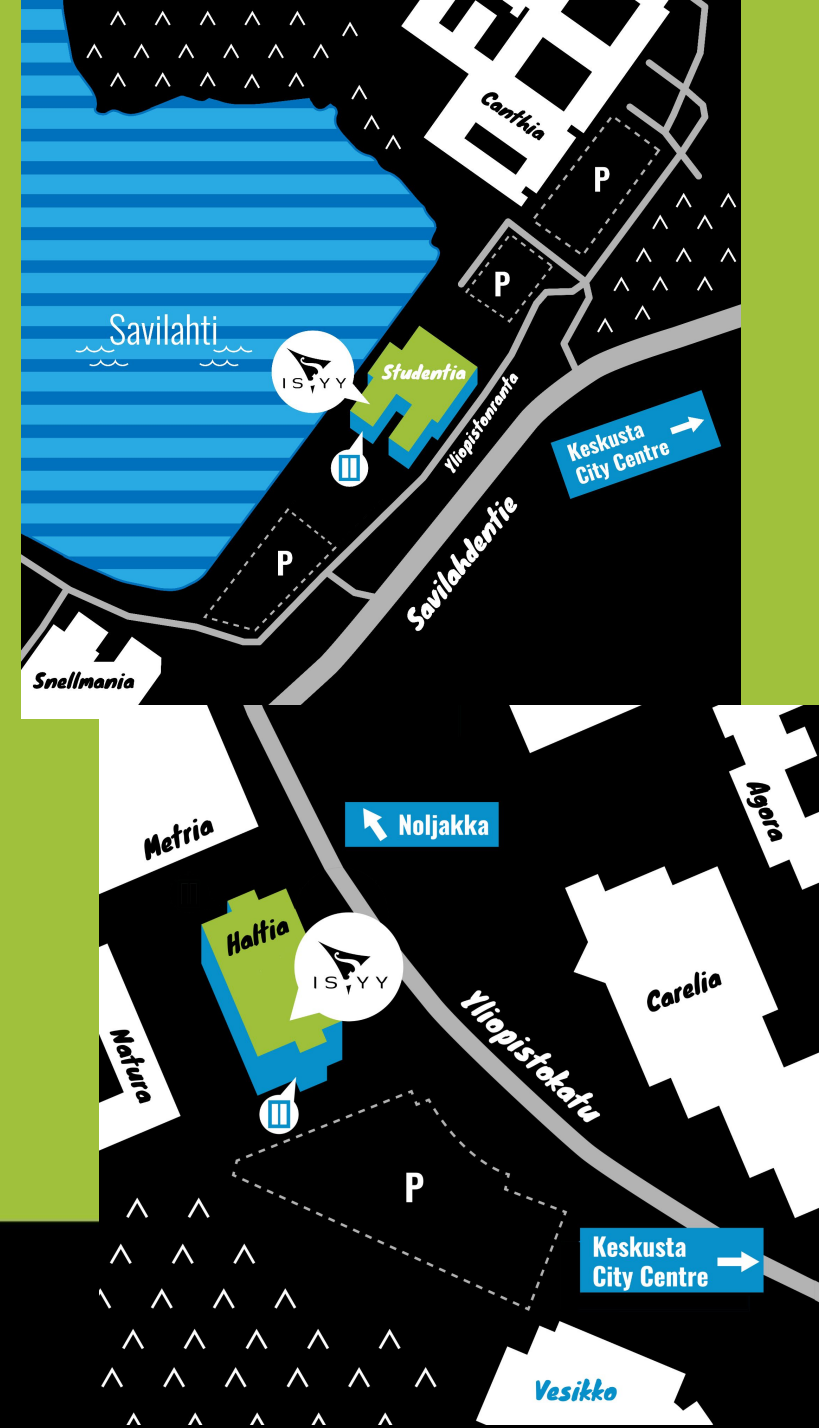 Canthia
P
P
Savilahti
ISYY
Studentia
Yliopistonranta
Keskusta
City Centre
Savilahdentie
P
Snellmania
Metria
Noljakka
Agora
Haltia
ISYY
Carelia
Yliopistokatu
Natura
P
Keskusta
City Centre
Vesikko